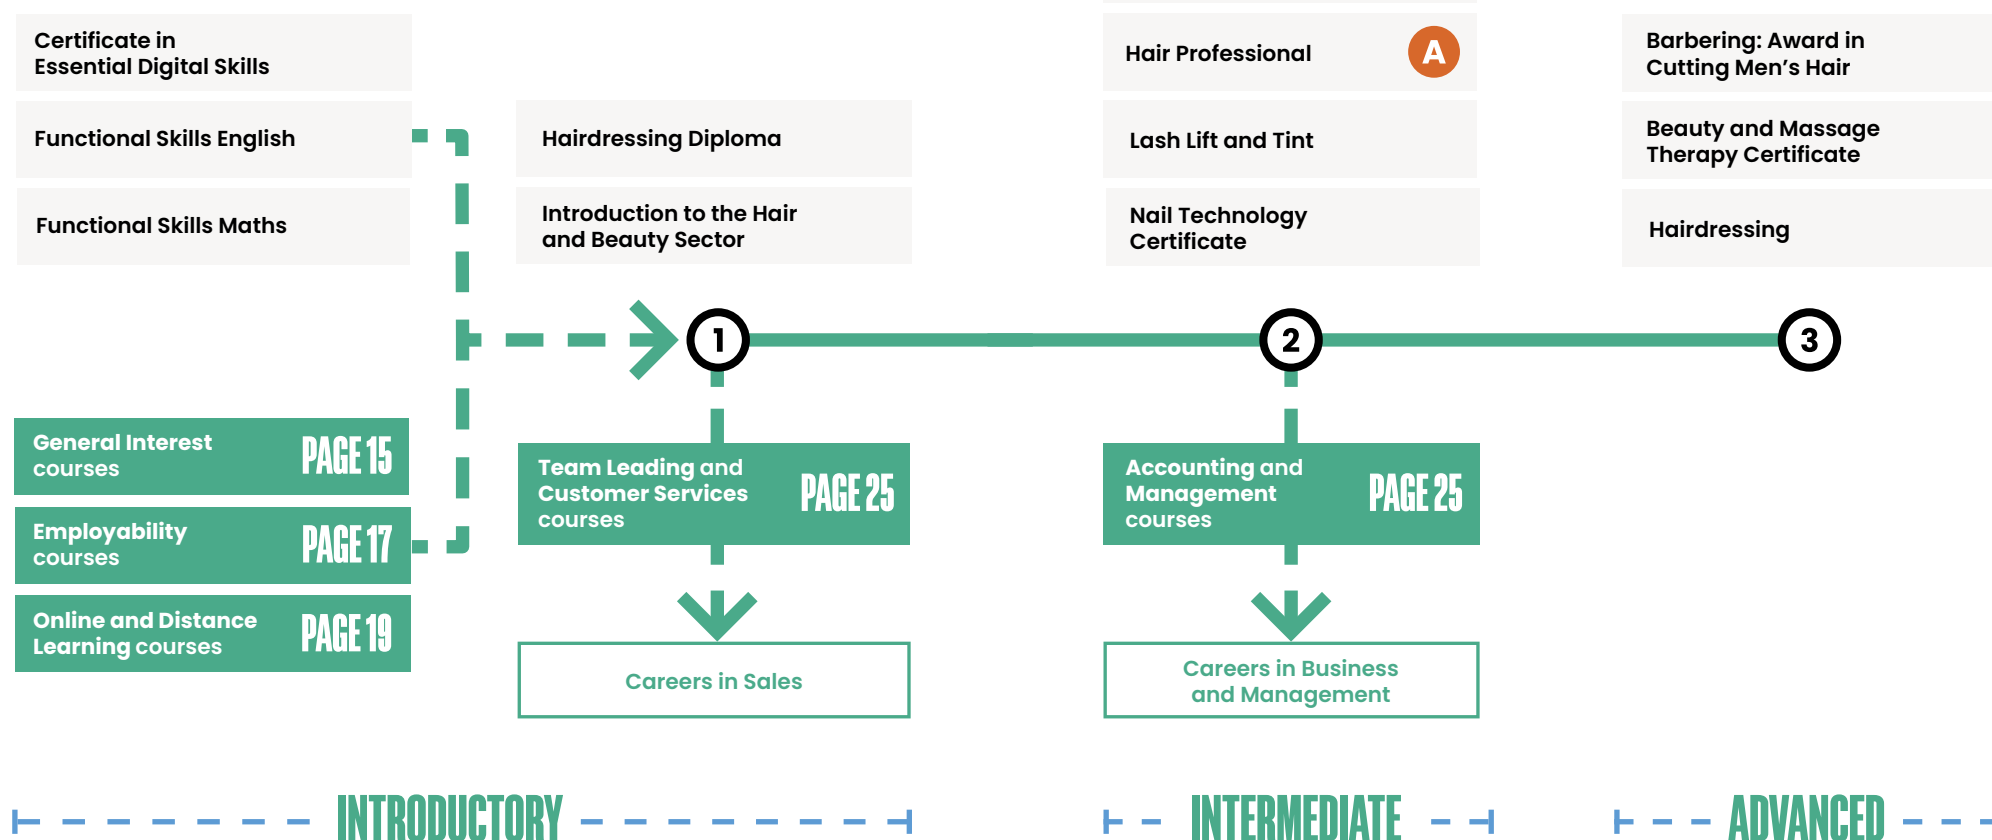 Certificate in
Essential Digital Skills
Functional Skills English
Functional Skills Maths
Hairdressing Diploma
Introduction to the Hair
and Beauty Sector
Hair Professional
A
Lash Lift and Tint
Nail Technology
Certificate
Barbering: Award in
Cutting Men’s Hair
Beauty and Massage
Therapy Certificate
Hairdressing
1
2
3
General Interest
courses
PAGE 15
Employability
courses
PAGE 17
Online and Distance
Learning courses
PAGE 19
Team Leading and
Customer Services
courses
PAGE 25
Careers in Sales
Accounting and
Management
courses
PAGE 25
Careers in Business
and Management
INTRODUCTORY
INTERMEDIATE
ADVANCED